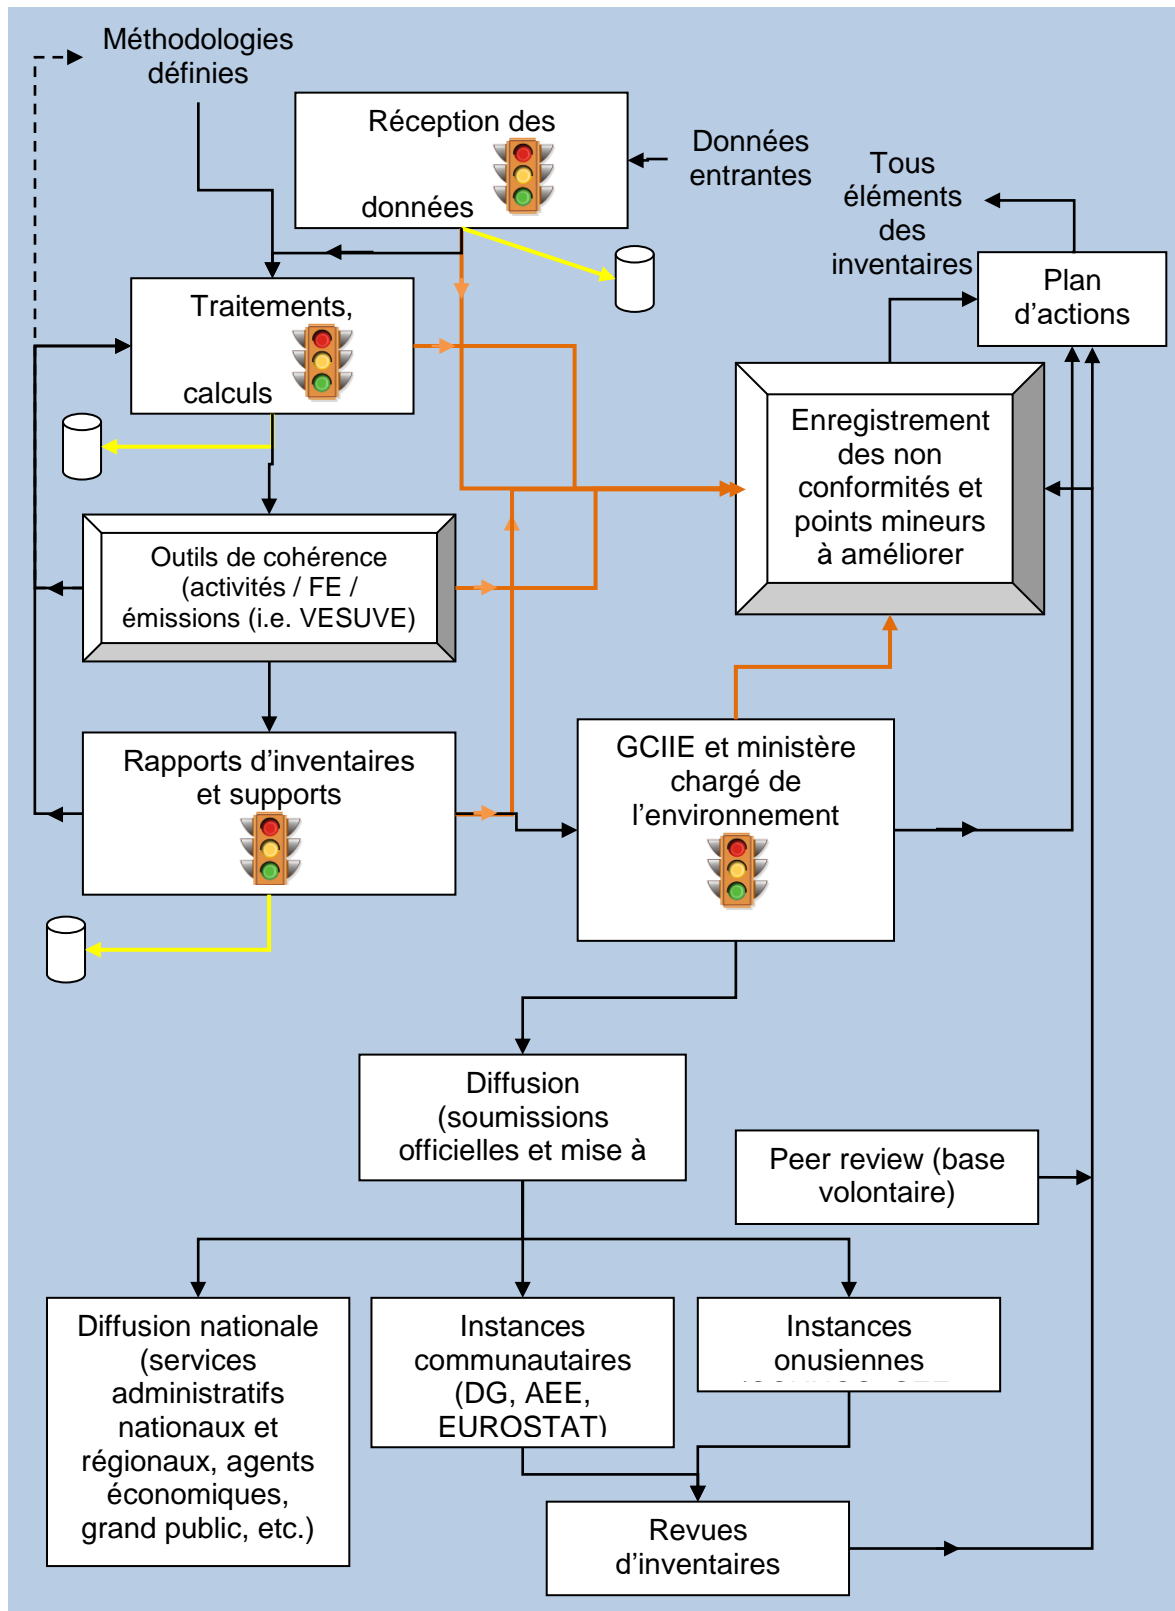 Méthodologies
définies
Réception des
données
Données
entrantes
Tous
éléments
des
inventaires
Plan
d’actions
Traitements,
calculs
Enregistrement
des non
conformités et
points mineurs
à améliorer
Outils de cohérence
(activités / FE /
émissions (i.e. VESUVE)
Rapports d’inventaires
et supports
GCIIE et ministère
chargé de
l’environnement
Diffusion
(soumissions
officielles et mise à
Peer review (base
volontaire)
Diffusion nationale
(services
administratifs
nationaux et
régionaux, agents
économiques,
grand public, etc.)
Instances
communautaires
(DG, AEE,
EUROSTAT)
Instances
onusiennes
Revues
d’inventaires